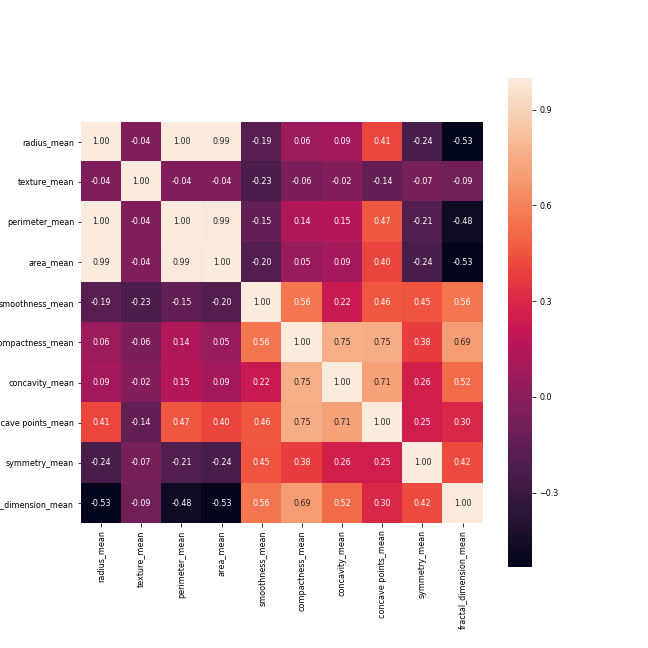 radius_mean 1.00 -0.04 1.00 0.99 -0.19 0.06 0.09 0.41 -0.24 -0.53
texture_mean -0.04 1.00 -0.04 -0.04 -0.23 -0.06 -0.02 -0.14 -0.07 -0.09
perimeter_mean 1.00 -0.04 1.00 0.99 -0.15 0.14 0.15 0.47 -0.21 -0.48
area_mean 0.99 -0.04 0.99 1.00 -0.20 0.05 0.09 0.40 -0.24 -0.53
smoothness_mean -0.19 -0.23 -0.15 -0.20 1.00 0.56 0.22 0.46 0.45 0.56
ompactness_mean 0.06 -0.06 0.14 0.05 0.56 1.00 0.75 0.75 0.38 0.69
concavity_mean 0.09 -0.02 0.15 0.09 0.22 0.75 1.00 0.71 0.26 0.52
cave points_mean 0.41 -0.14 0.47 0.40 0.46 0.75 0.71 1.00 0.25 0.30
symmetry_mean -0.24 -0.07 -0.21 -0.24 0.45 0.38 0.26 0.25 1.00 0.42
_dimension_mean -0.53 -0.09 -0.48 -0.53 0.56 0.69 0.52 0.30 0.42 1.00
radius_mean
texture_mean
perimeter_mean
area_mean
smoothness_mean
compactness_mean
concavity_mean
concave points_mean
symmetry_mean
fractal_dimension_mean
0.9
0.6
0.3
0.0
−0.3